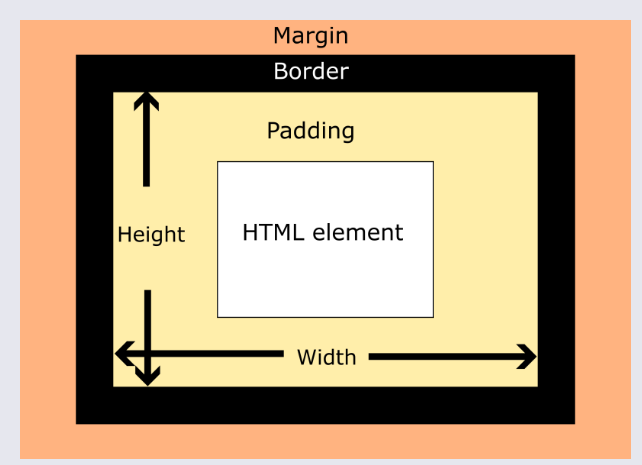 Margin
Border
Padding
Height
HTML element
Width